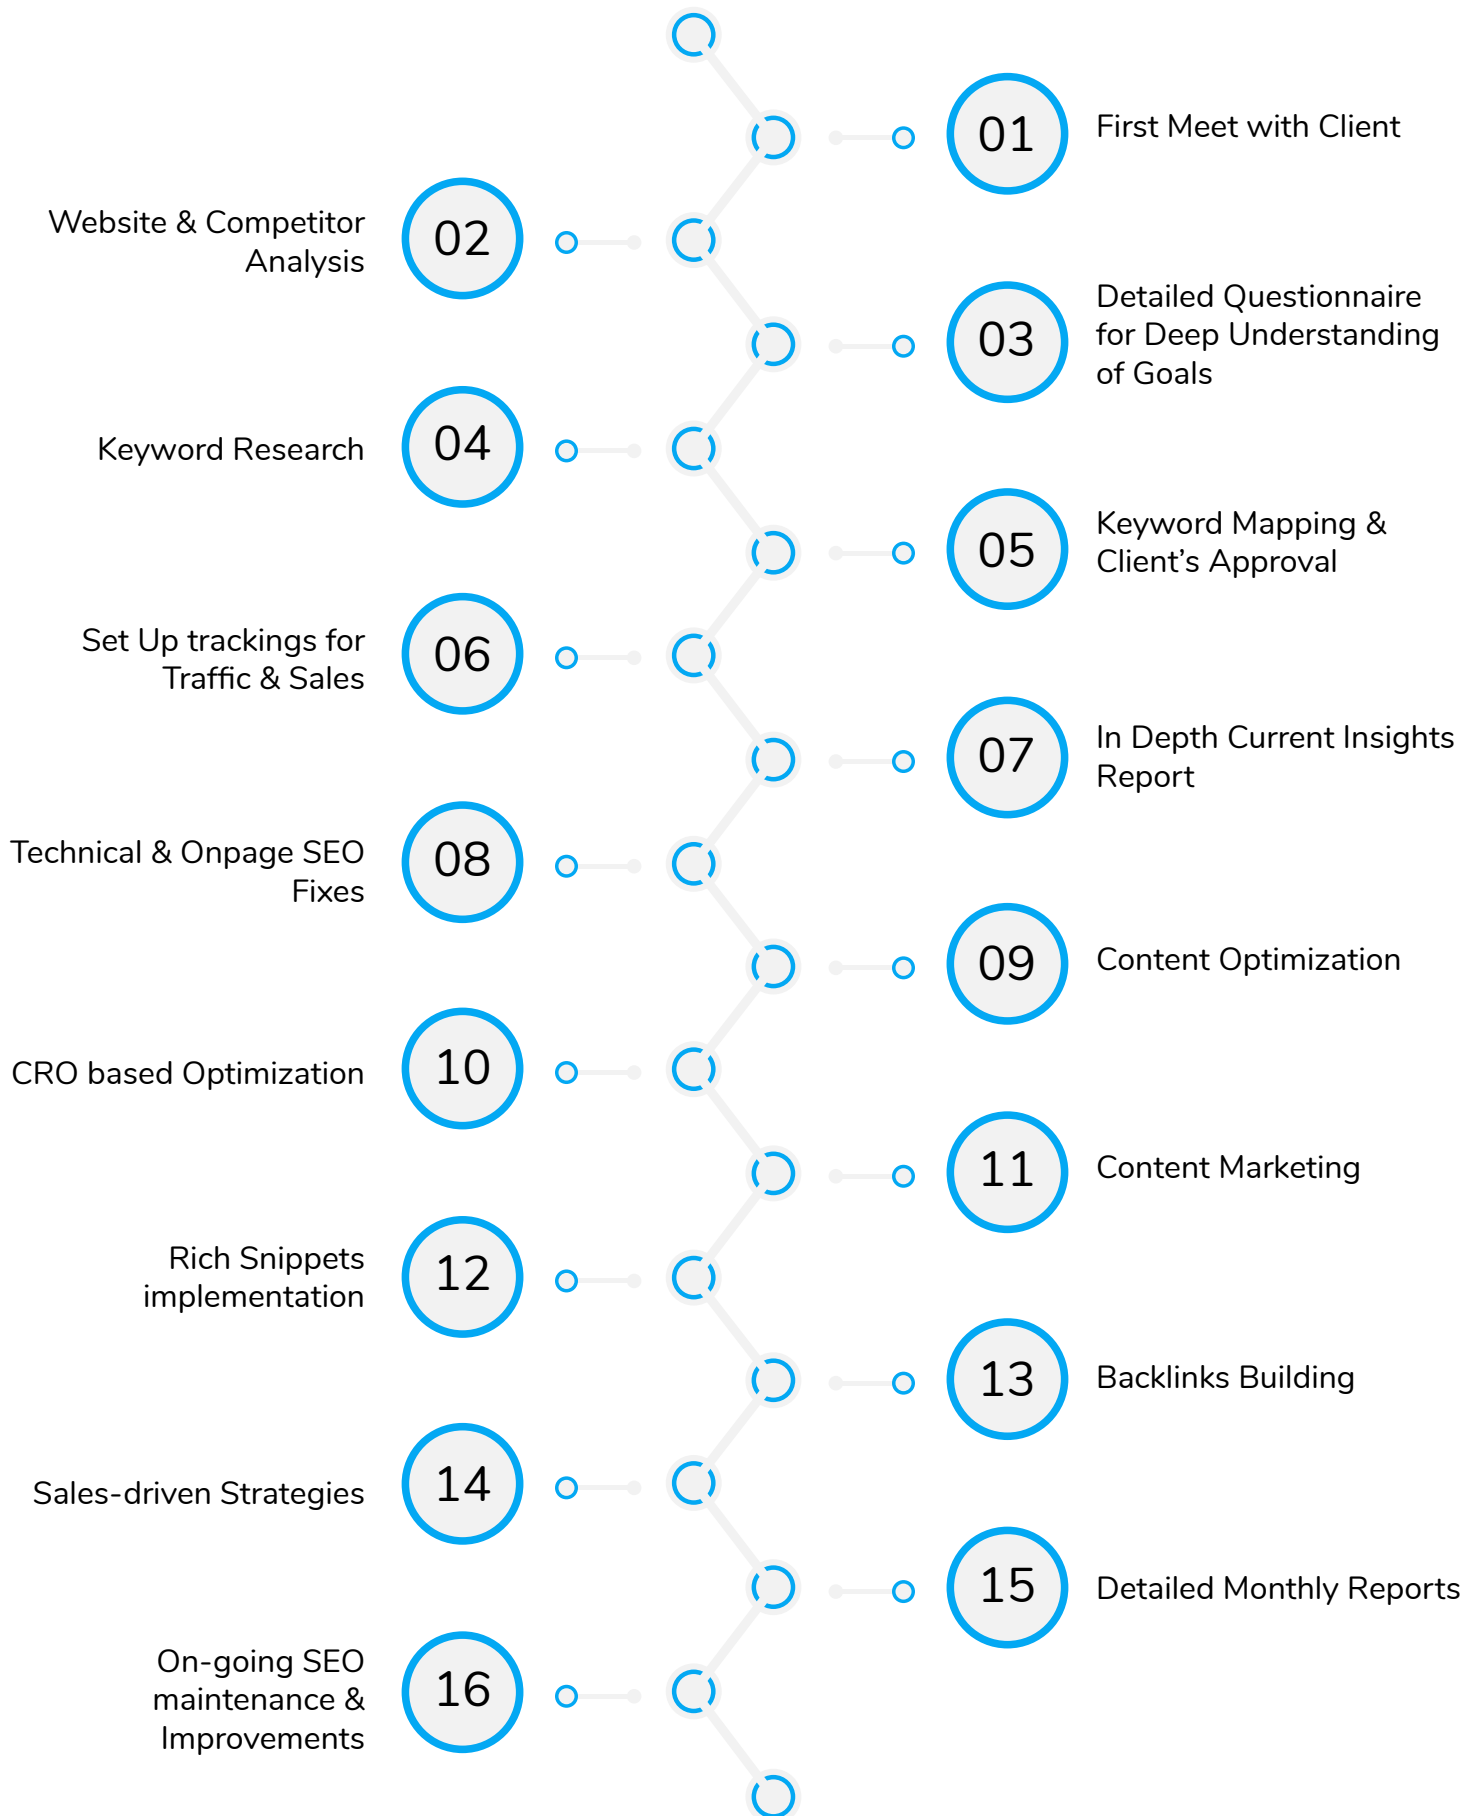 01
First Meet with Client
02
Website & Competitor
Analysis
03
Detailed Questionnaire
for Deep Understanding
of Goals
04
Keyword Research
05
Keyword Mapping &
Client’s Approval
06
Set Up trackings for
Traffic & Sales
07
In Depth Current Insights
Report
08
Technical & Onpage SEO
Fixes
09
Content Optimization
10
CRO based Optimization
11
Content Marketing
12
Rich Snippets
implementation
13
Backlinks Building
14
Sales-driven Strategies
15
Detailed Monthly Reports
16
On-going SEO
maintenance &
Improvements